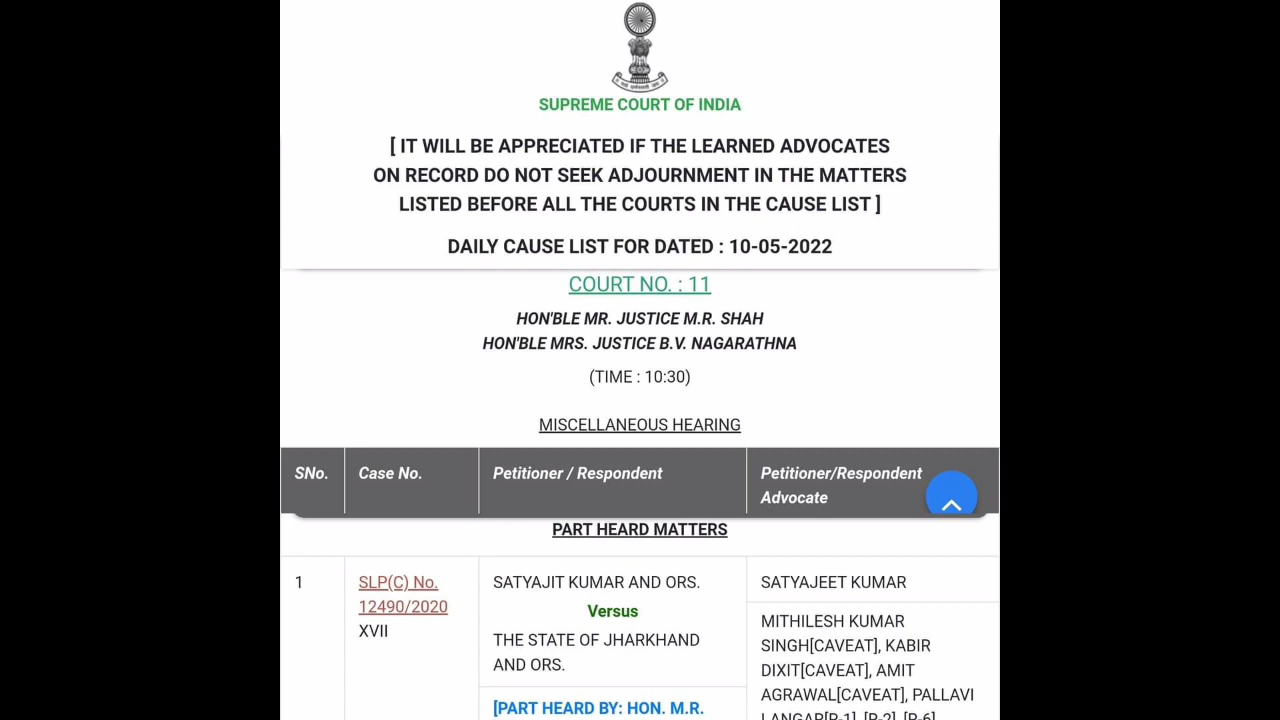 SUPREME COURT OF INDIA
[ IT WILL BE APPRECIATED IF THE LEARNED ADVOCATES
ON RECORD DO NOT SEEK ADJOURNMENT IN THE MATTERS
LISTED BEFORE ALL THE COURTS IN THE CAUSE LIST ]
DAILY CAUSE LIST FOR DATED : 10-05-2022
COURT NO. : 11
HON'BLE MR. JUSTICE M.R. SHAH
HON'BLE MRS. JUSTICE B.V. NAGARATHNA
(TIME : 10:30)
MISCELLANEOUS HEARING
SNo.
Case No.
Petitioner / Respondent
Petitioner/Respondent
Advocate
PART HEARD MATTERS
1
SLP(C) No.
12490/2020
XVII
SATYAJIT KUMAR AND ORS.
Versus
THE STATE OF JHARKHAND
AND ORS.
[PART HEARD BY: HON. M.R.
SATYAJEET KUMAR
MITHILESH KUMAR
SINGH[CAVEAT], KABIR
DIXIT[CAVEAT], AMIT
AGRAWAL[CAVEAT], PALLAVI
LANGAR[R-1], [R-2], [R-6]